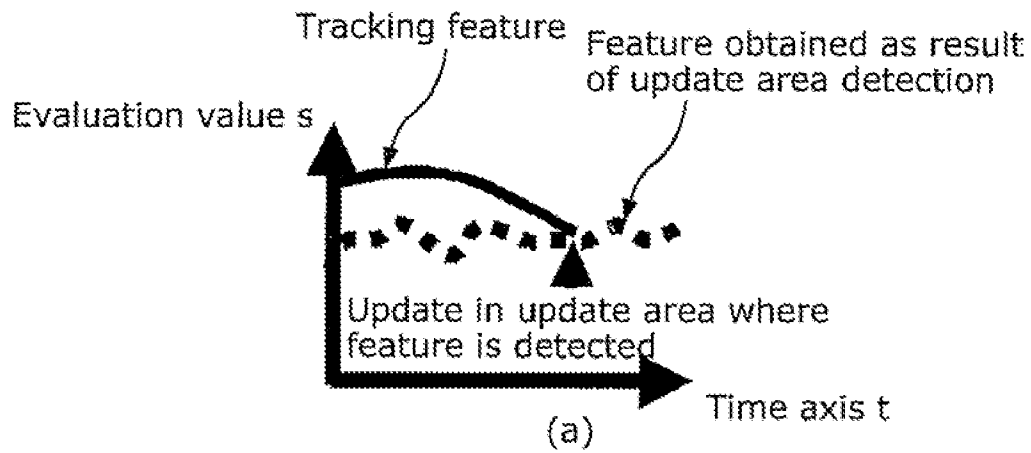 Tracking feature
Feature obtained as result
of update area detection
Evaluation value s
Update in update area where
feature is detected
Time axis t
(a)